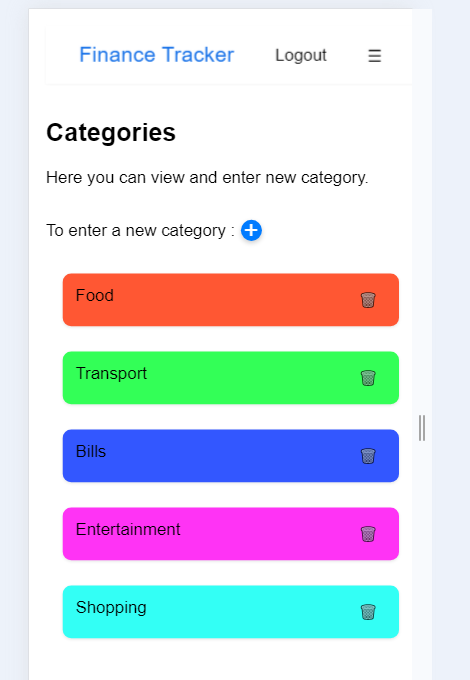 Finance Tracker Logout ☰
Categories
Here you can view and enter new category.
To enter a new category :
Food
Transport
Bills
Entertainment
Shopping